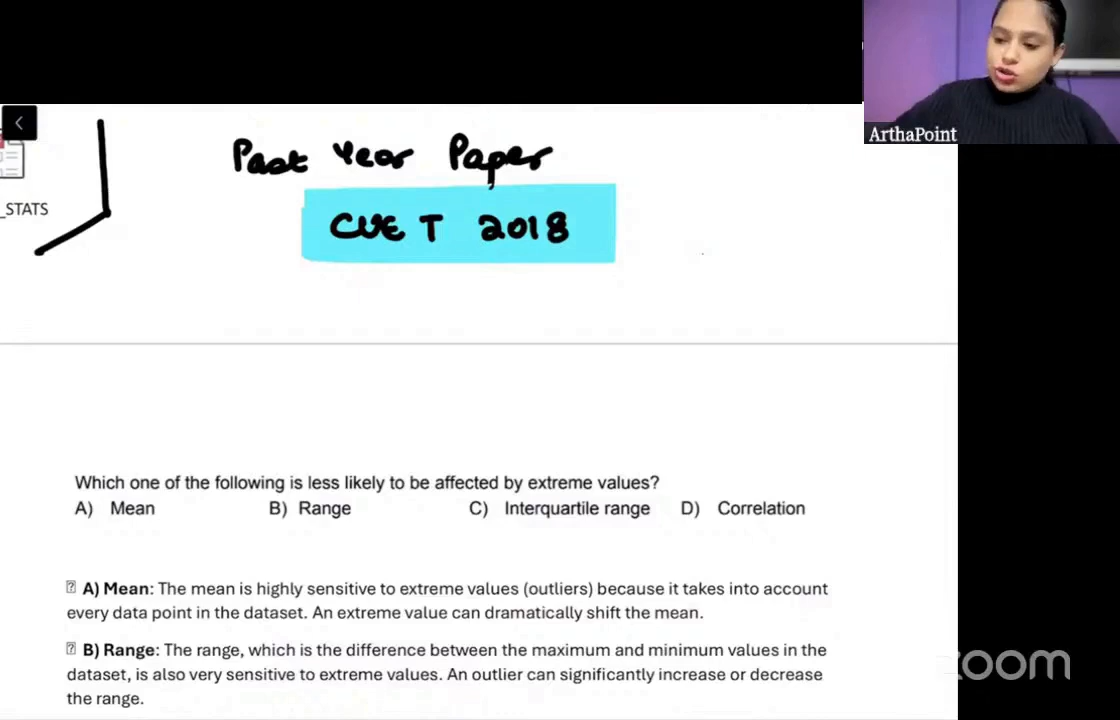 ArthaPoint
Past Year Paper
_STATS
CUET 2018
Which one of the following is less likely to be affected by extreme values?
A) Mean B) Range C) Interquartile range D) Correlation
A) Mean: The mean is highly sensitive to extreme values (outliers) because it takes into account
every data point in the dataset. An extreme value can dramatically shift the mean.
B) Range: The range, which is the difference between the maximum and minimum values in the
dataset, is also very sensitive to extreme values. An outlier can significantly increase or decrease
the range.
zoom